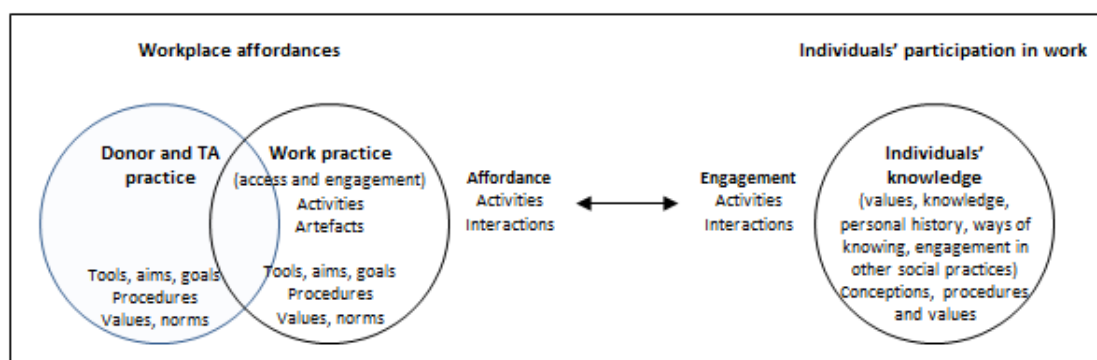 Workplace affordances
Individuals' participation in work
Donor and TA
practice
Tools, aims, goals
Procedures
Values, norms
Work practice
(access and engagement)
Activities
Artefacts
Tools, aims, goals
Procedures
Values, norms
Affordance
Activities
Interactions
Engagement
Activities
Interactions
Individuals'
knowledge
(values, knowledge,
personal history, ways of
knowing, engagement in
other social practices)
Conceptions, procedures
and values